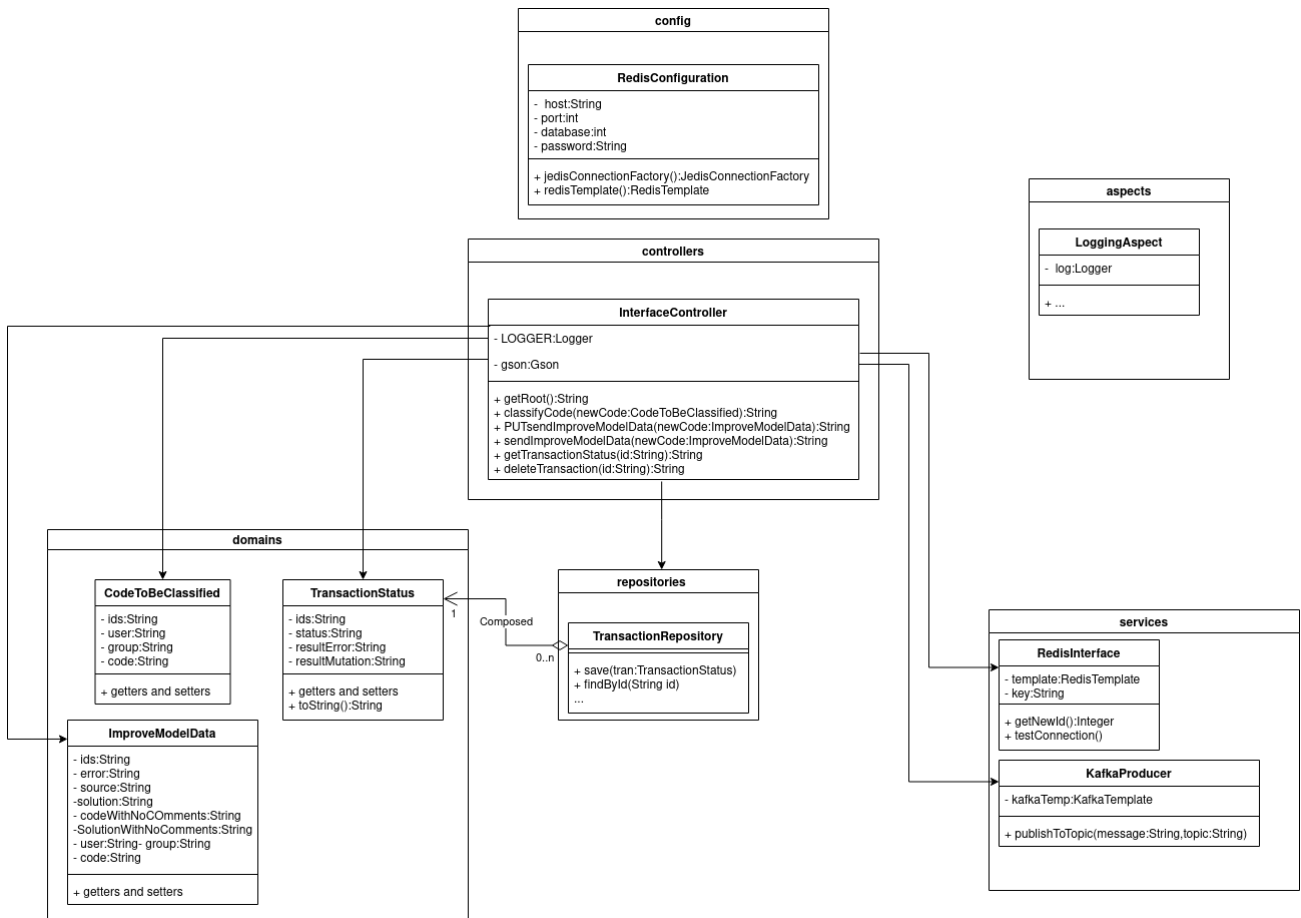 config
RedisConfiguration
- host:String
- port:int
- database:int
- password:String
+ jedisConnectionFactory():JedisConnectionFactory
+ redisTemplate():RedisTemplate
aspects
LoggingAspect
- log:Logger
+ ...
controllers
InterfaceController
- LOGGER:Logger
- gson:Gson
+ getRoot():String
+ classifyCode(newCode:CodeToBeClassified):String
+ PUTsendImproveModelData(newCode:ImproveModelData):String
+ sendImproveModelData(newCode:ImproveModelData):String
+ getTransactionStatus(id:String):String
+ deleteTransaction(id:String):String
domains
CodeToBeClassified
- ids:String
- user:String
- group:String
- code:String
+ getters and setters
TransactionStatus
- ids:String
- status:String
- resultError:String
- resultMutation:String
+ getters and setters
+ toString():String
1
Composed
0..n
repositories
TransactionRepository
+ save(tran:TransactionStatus)
+ findById(String id)
...
ImproveModelData
- ids:String
- error:String
- source:String
-solution:String
- codeWithNoCOmments:String
-SolutionWithNoComments:String
- user:String- group:String
- code:String
+ getters and setters
services
RedisInterface
- template:RedisTemplate
- key:String
+ getNewId():Integer
+ testConnection()
KafkaProducer
- kafkaTemp:KafkaTemplate
+ publishToTopic(message:String,topic:String)